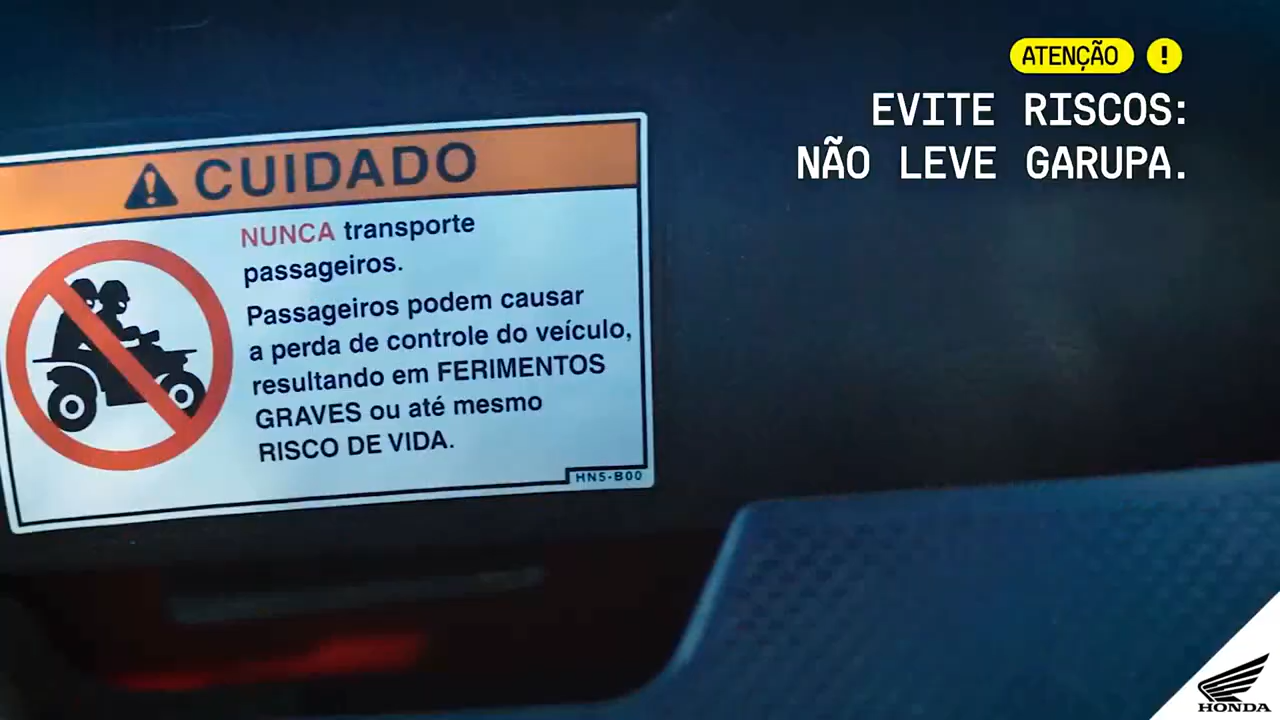 ATENÇÃO !
EVITE RISCOS:
NÃO LEVE GARUPA.
CUIDADO
NUNCA transporte
passageiros.
Passageiros podem causar
a perda de controle do veículo,
resultando em FERIMENTOS
GRAVES ou até mesmo
RISCO DE VIDA.
HN5-B00
HONDA